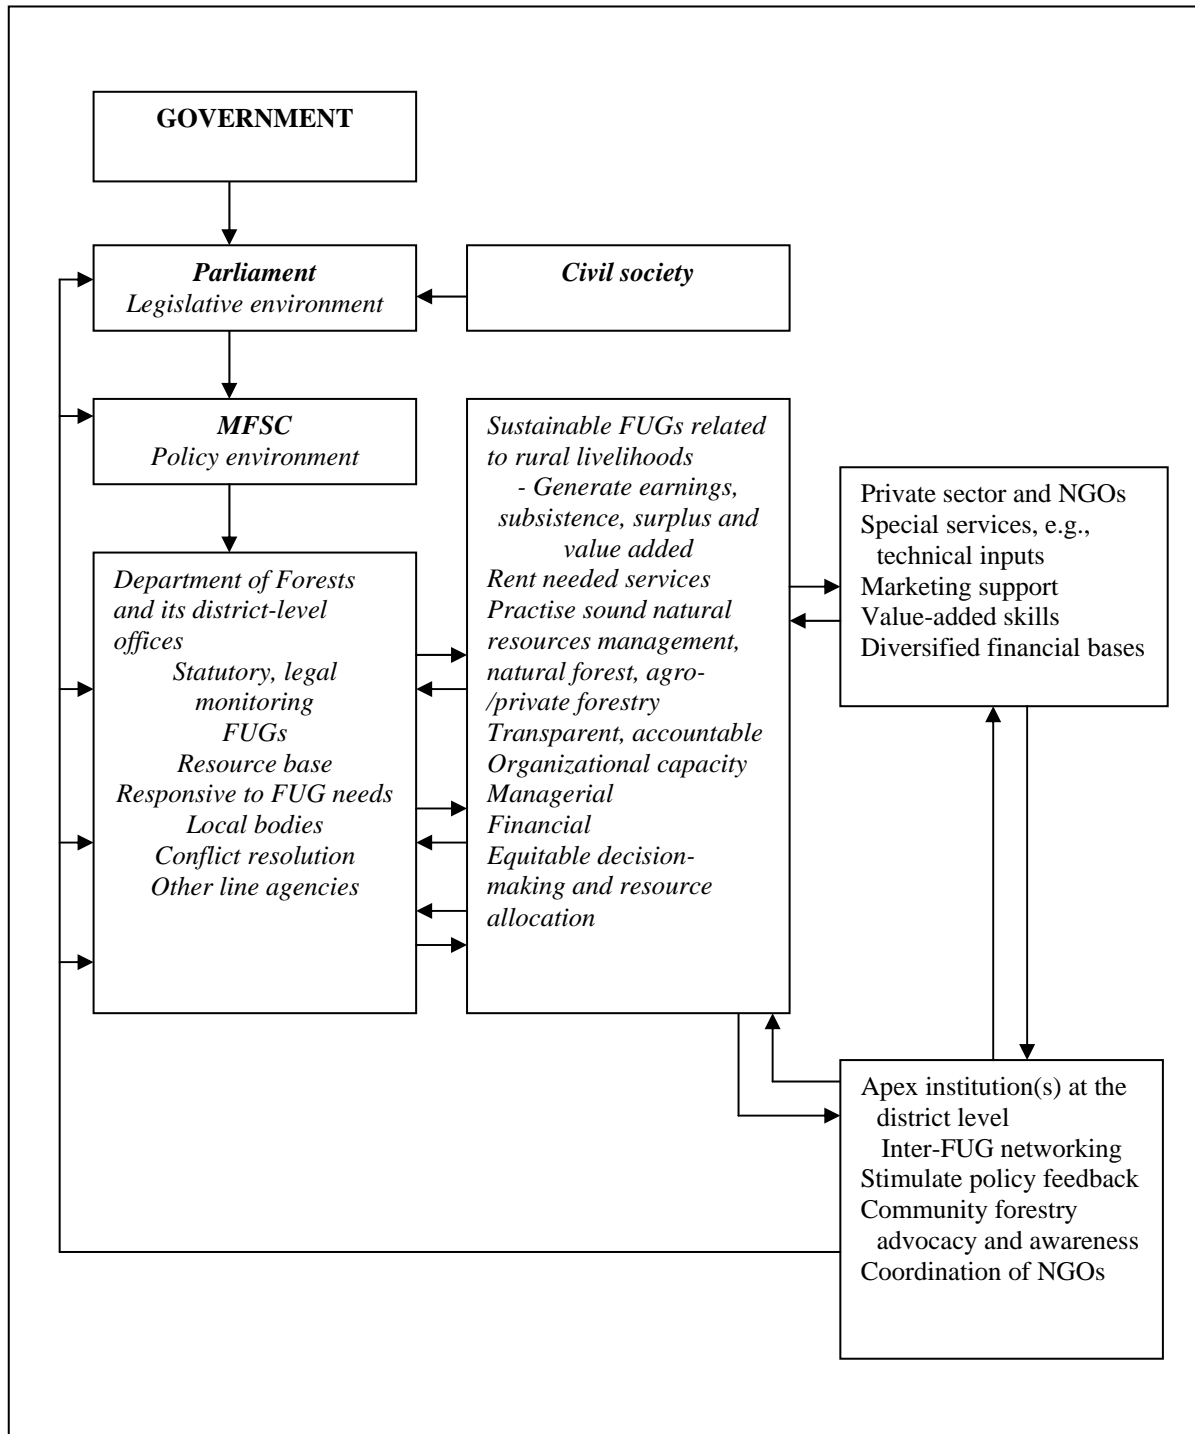 GOVERNMENT
Parliament
Legislative environment
Civil society
MFSC
Policy environment
Department of Forests
and its district-level
offices
Statutory, legal
monitoring
FUGs
Resource base
Responsive to FUG needs
Local bodies
Conflict resolution
Other line agencies
Sustainable FUGs related
to rural livelihoods
- Generate earnings,
subsistence, surplus and
value added
Rent needed services
Practise sound natural
resources management,
natural forest, agro-
/private forestry
Transparent, accountable
Organizational capacity
Managerial
Financial
Equitable decision-
making and resource
allocation
Private sector and NGOs
Special services, e.g.,
technical inputs
Marketing support
Value-added skills
Diversified financial bases
Apex institution(s) at the
district level
Inter-FUG networking
Stimulate policy feedback
Community forestry
advocacy and awareness
Coordination of NGOs